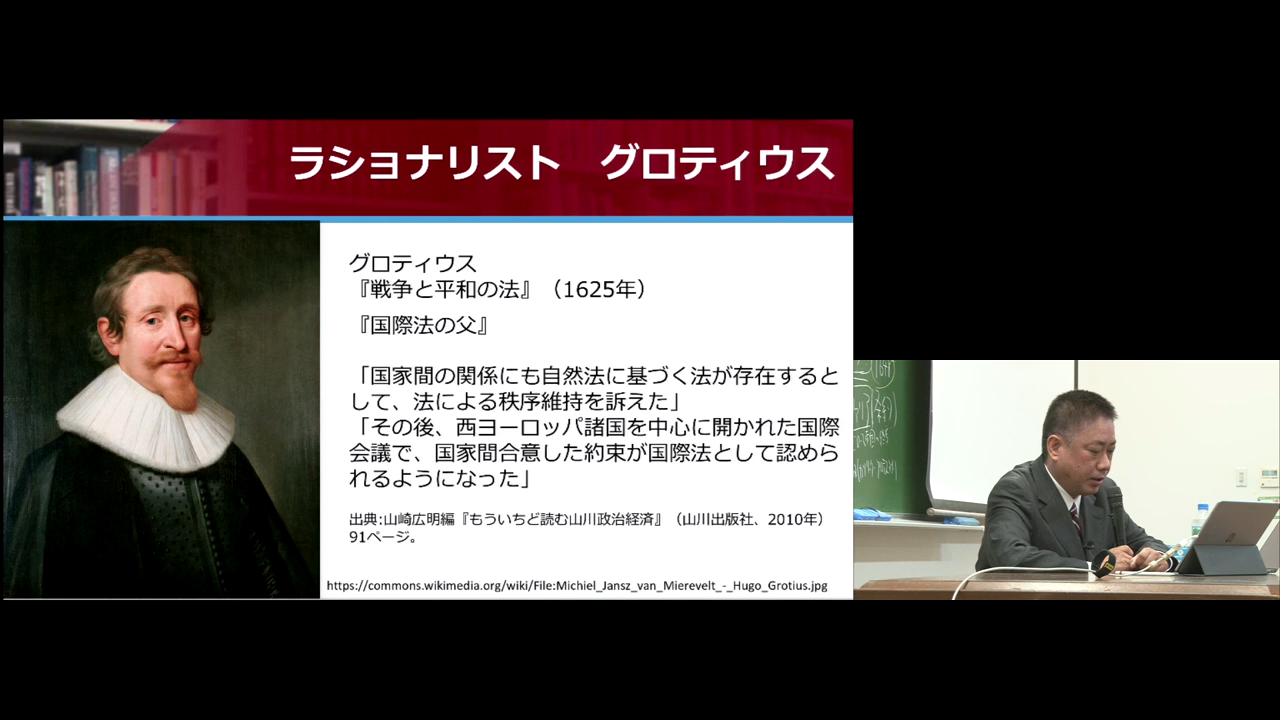 ラショナリスト　グロティウス
グロティウス
『戦争と平和の法』（1625年）
『国際法の父』
「国家間の関係にも自然法に基づく法が存在すると
して、法による秩序維持を訴えた」
「その後、西ヨーロッパ諸国を中心に開かれた国際
会議で、国家間合意した約束が国際法として認めら
れるようになった」
出典:山崎広明編『もういちど読む山川政治経済』（山川出版社、2010年）
91ページ。
https://commons.wikimedia.org/wiki/File:Michiel_Jansz_van_Mierevelt_-_Hugo_Grotius.jpg